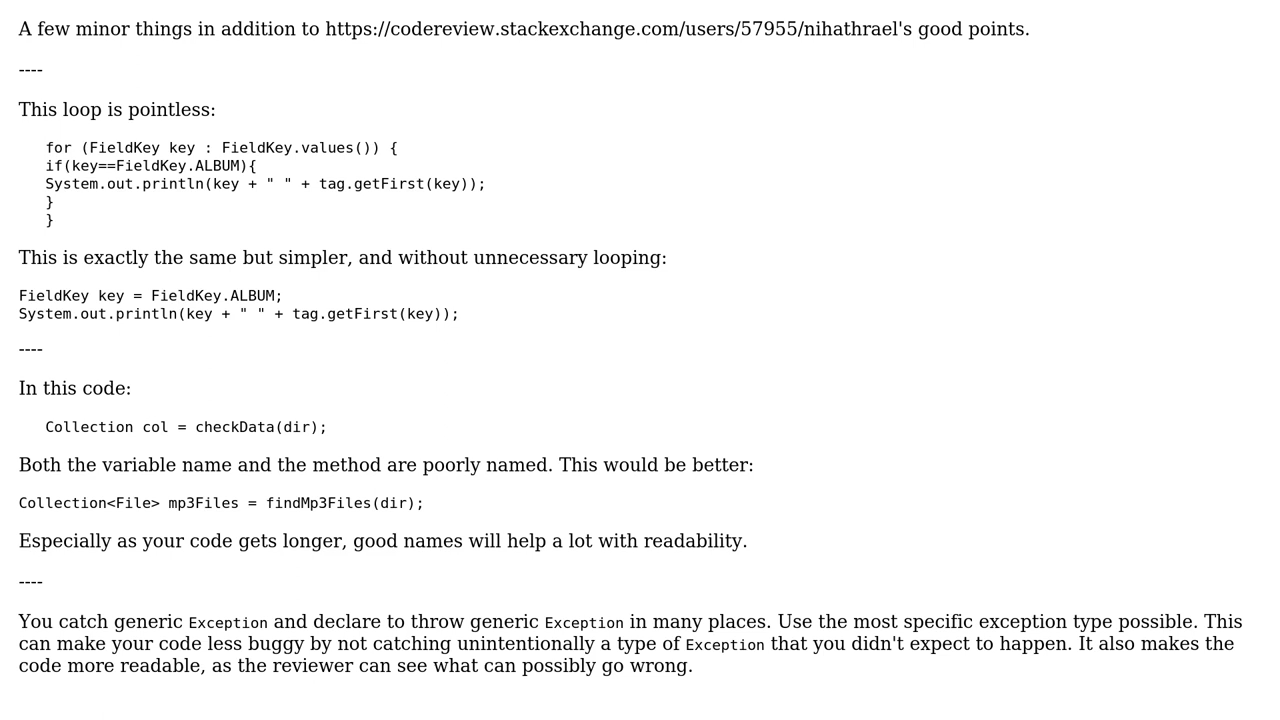 A few minor things in addition to https://codereview.stackexchange.com/users/57955/nihathrael's good points.
----
This loop is pointless:
for (FieldKey key : FieldKey.values()) {
if(key==FieldKey.ALBUM){
System.out.println(key + " " + tag.getFirst(key));
}
}
This is exactly the same but simpler, and without unnecessary looping:
FieldKey key = FieldKey.ALBUM;
System.out.println(key + " " + tag.getFirst(key));
----
In this code:
Collection col = checkData(dir);
Both the variable name and the method are poorly named. This would be better:
Collection<File> mp3Files = findMp3Files(dir);
Especially as your code gets longer, good names will help a lot with readability.
----
You catch generic Exception and declare to throw generic Exception in many places. Use the most specific exception type possible. This
can make your code less buggy by not catching unintentionally a type of Exception that you didn't expect to happen. It also makes the
code more readable, as the reviewer can see what can possibly go wrong.